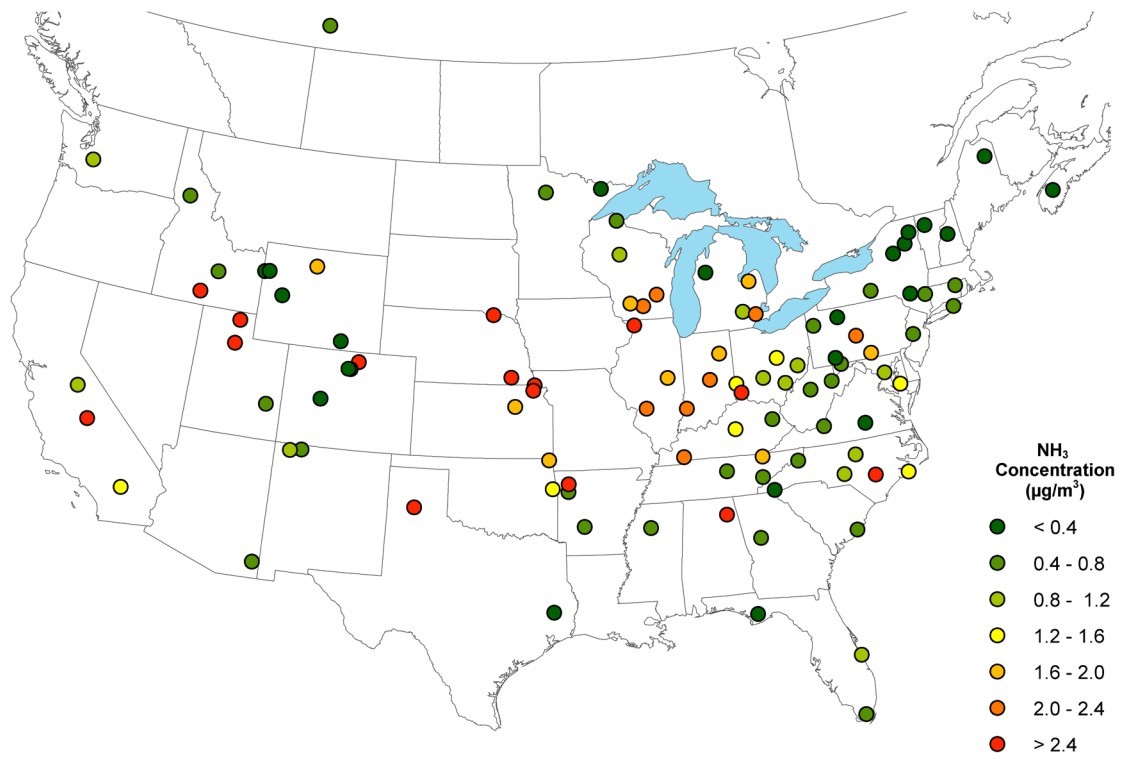 NH₃
Concentration
(µg/m³)
< 0.4
0.4 - 0.8
0.8 - 1.2
1.2 - 1.6
1.6 - 2.0
2.0 - 2.4
> 2.4